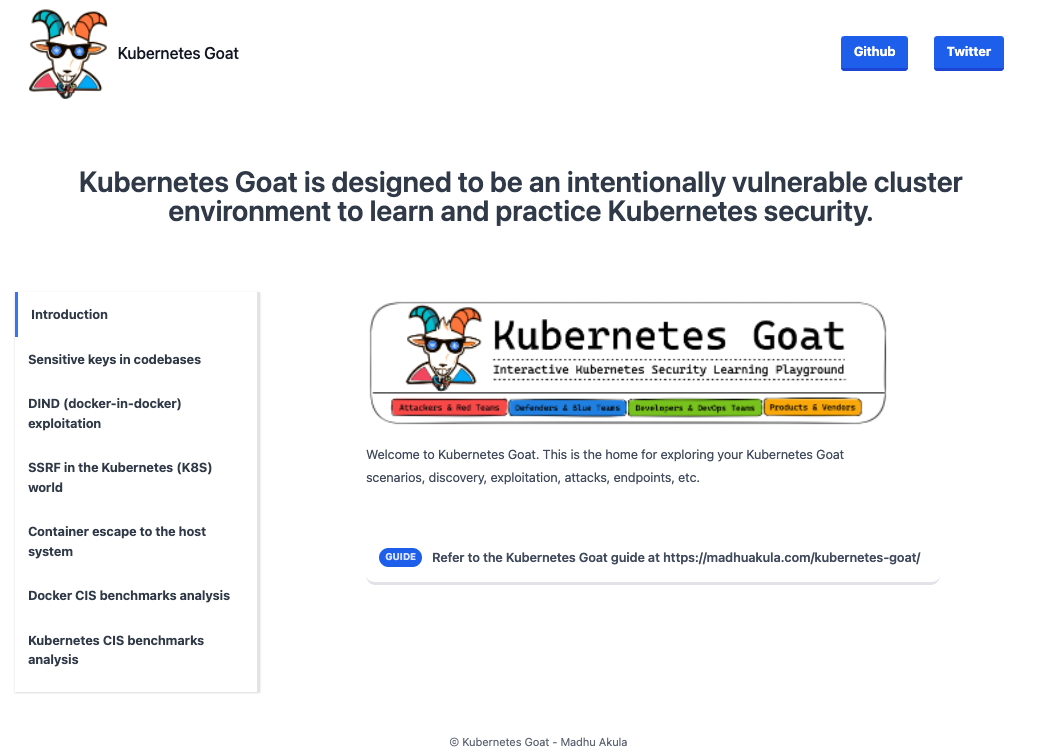 Kubernetes Goat
Github
Twitter
Kubernetes Goat is designed to be an intentionally vulnerable cluster
environment to learn and practice Kubernetes security.
Introduction
Sensitive keys in codebases
DIND (docker-in-docker)
exploitation
SSRF in the Kubernetes (K8S)
world
Container escape to the host
system
Docker CIS benchmarks analysis
Kubernetes CIS benchmarks
analysis
Kubernetes Goat
Interactive Kubernetes Security Learning Playground
Attackers & Red Teams
Defenders & Blue Teams
Developers & DevOps Teams
Products & Vendors
Welcome to Kubernetes Goat. This is the home for exploring your Kubernetes Goat
scenarios, discovery, exploitation, attacks, endpoints, etc.
GUIDE Refer to the Kubernetes Goat guide at https://madhuakula.com/kubernetes-goat/
© Kubernetes Goat - Madhu Akula